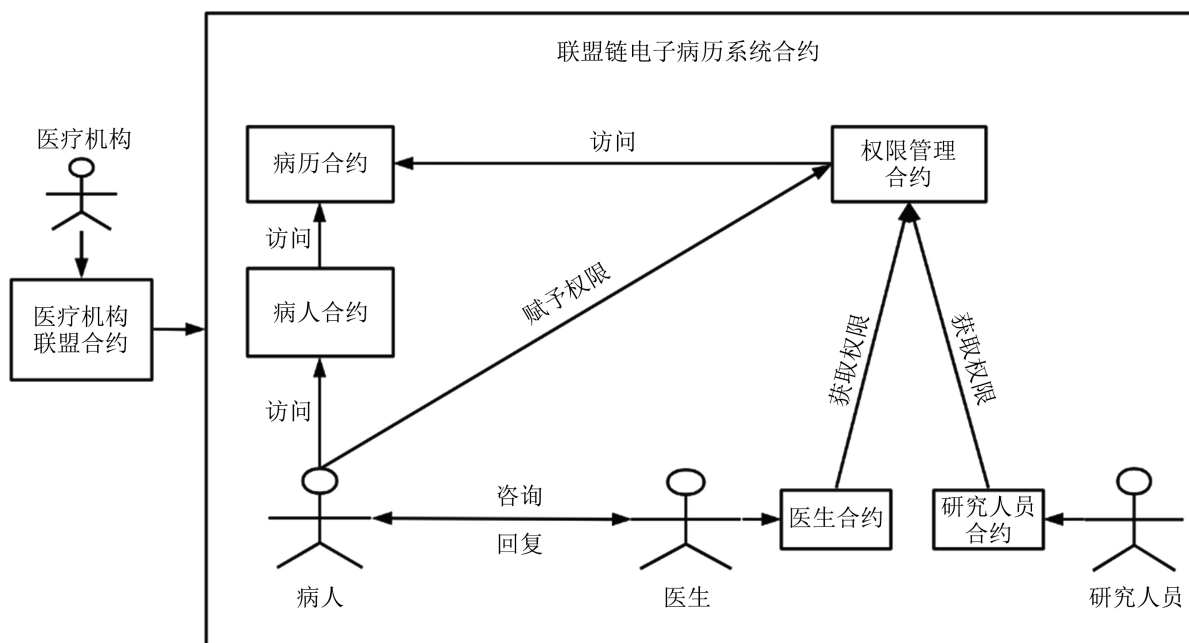 联盟链电子病历系统合约
医疗机构
病历合约
访问
权限管理
合约
访问
医疗机构
联盟合约
病人合约
赋予权限
获取权限
获取权限
访问
咨询
回复
医生合约
研究人员
合约
病人
医生
研究人员